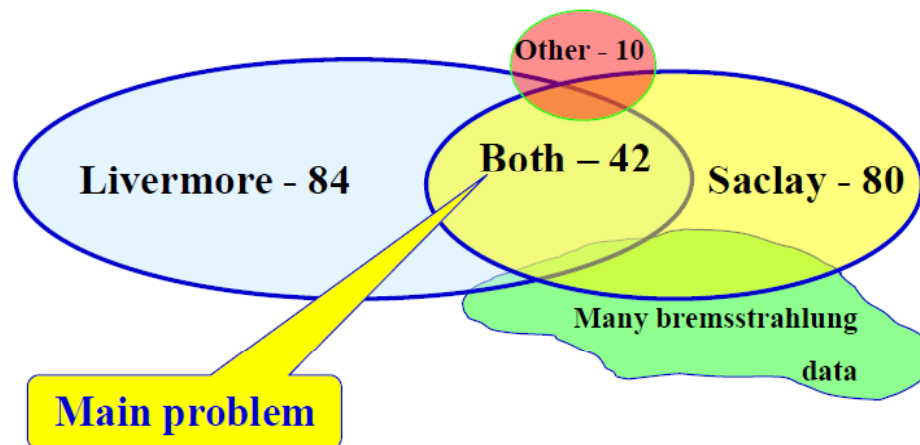 Other - 10
Both – 42
Livermore - 84
Saclay - 80
Many bremsstrahlung
data
Main problem